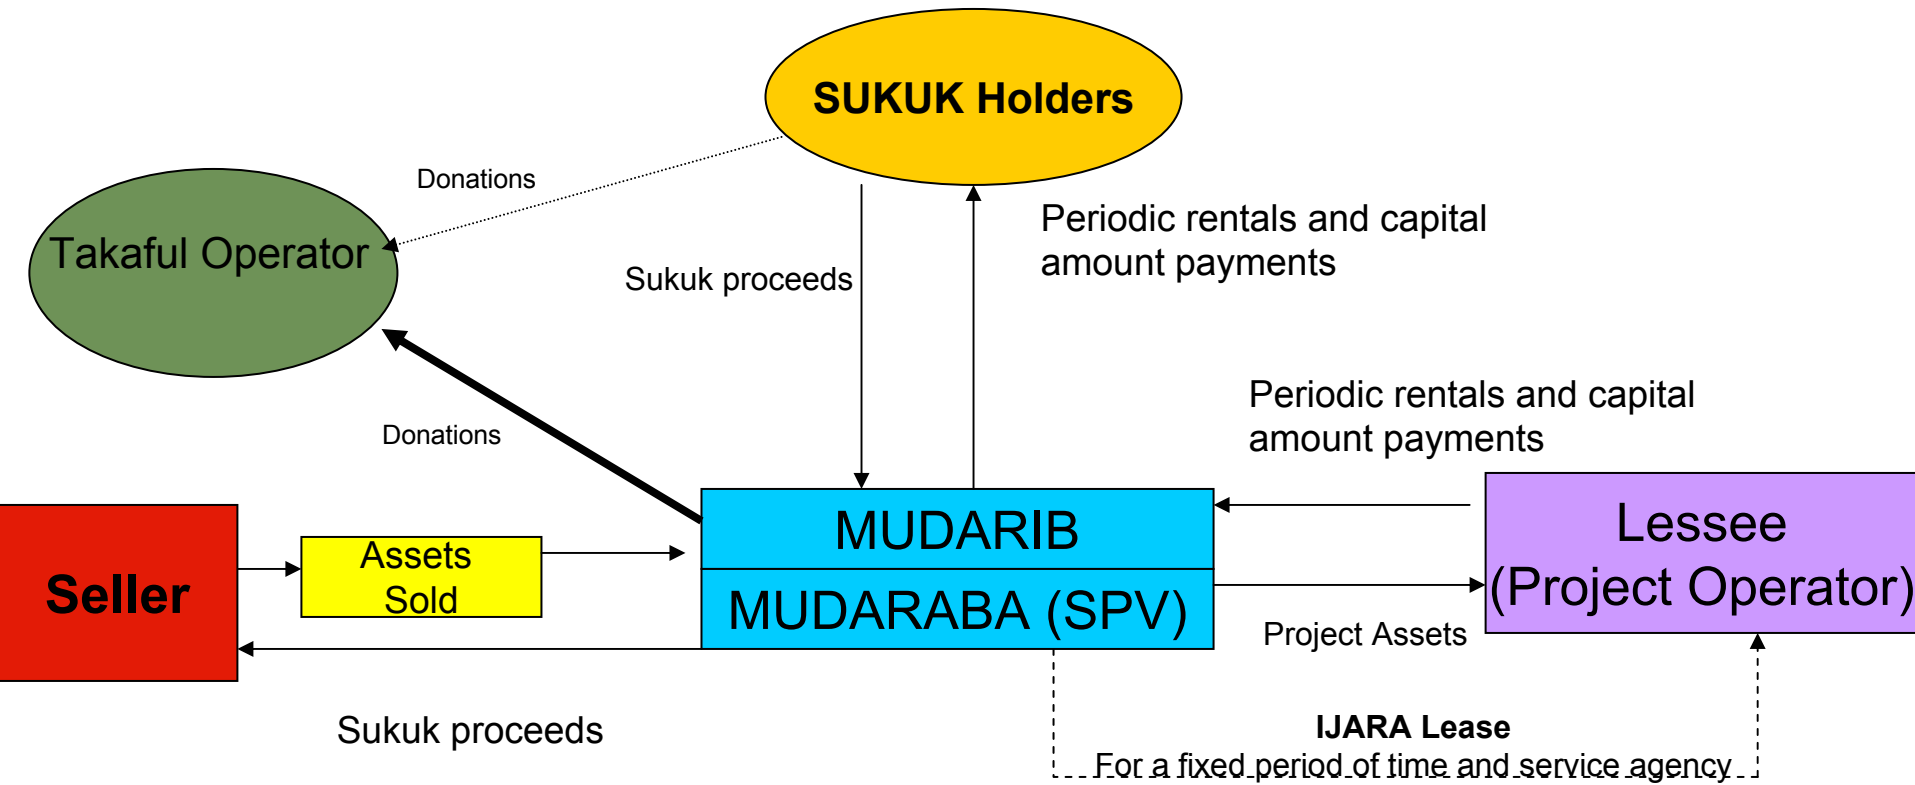 SUKUK Holders
Donations
Takaful Operator
Periodic rentals and capital
amount payments
Sukuk proceeds
Periodic rentals and capital
amount payments
Donations
MUDARIB
MUDARABA (SPV)
Lessee
(Project Operator)
Assets
Sold
Seller
Project Assets
Sukuk proceeds
IJARA Lease
For a fixed period of time and service agency